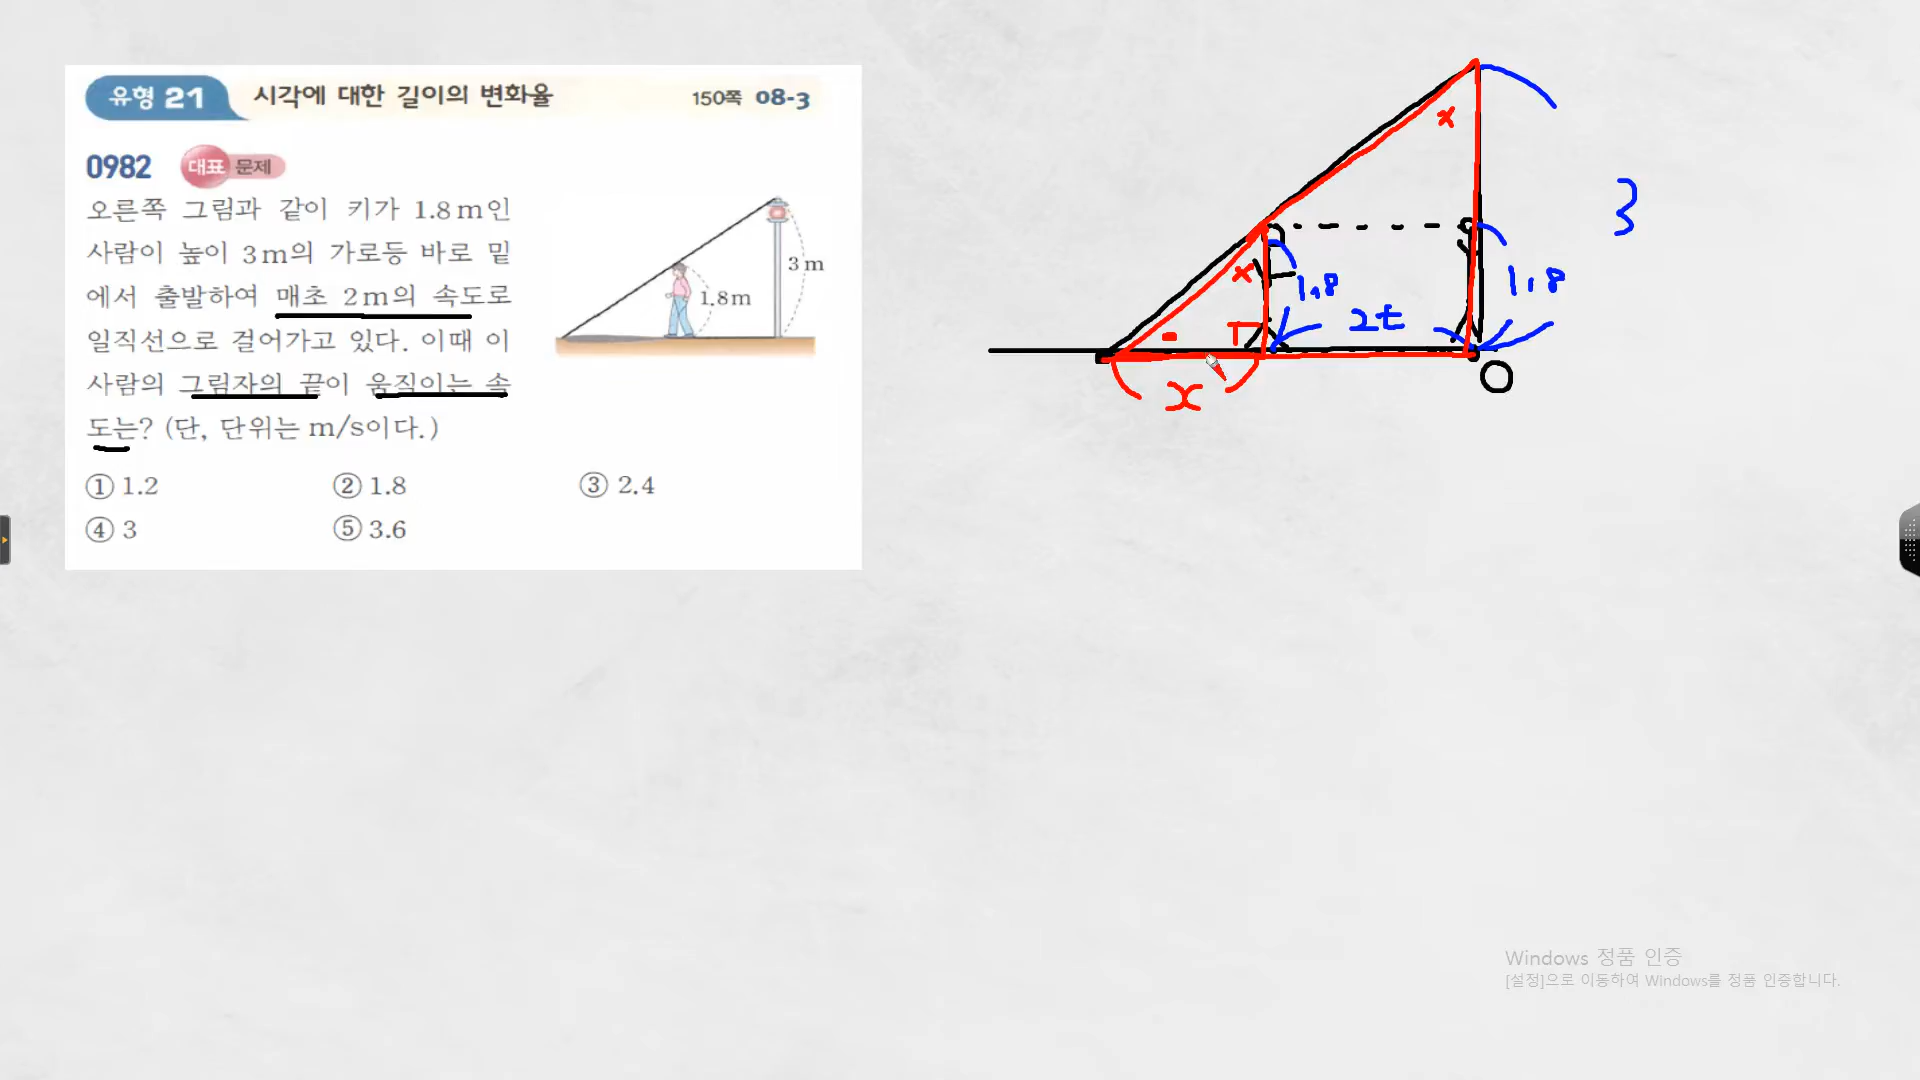 유형 21 시각에 대한 길이의 변화율 150쪽 08-3
0982 대표 문제
오른쪽 그림과 같이 키가 1.8 m인
사람이 높이 3 m의 가로등 바로 밑
에서 출발하여 매초 2 m의 속도로
일직선으로 걸어가고 있다. 이때 이
사람의 그림자의 끝이 움직이는 속
도는? (단, 단위는 m/s이다.)
3 m
1.8 m
① 1.2 ② 1.8 ③ 2.4
④ 3 ⑤ 3.6
x
3
x
1.8
1.8
2t
x
O
Windows 정품 인증
[설정]으로 이동하여 Windows를 정품 인증합니다.